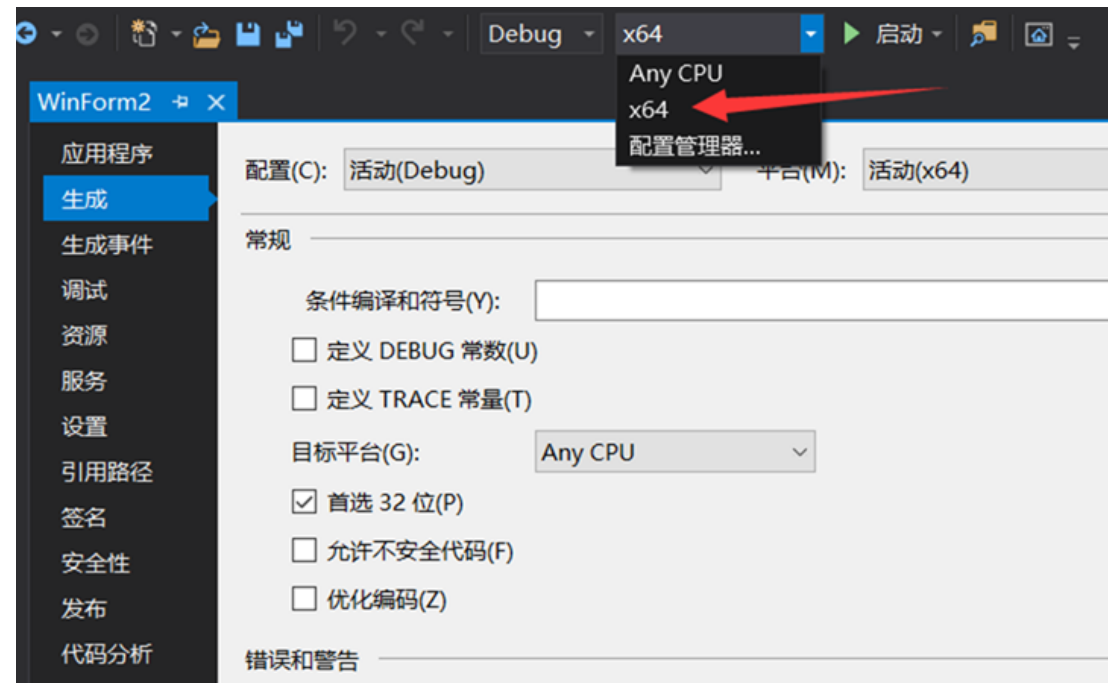 Debug x64 启动
Any CPU
x64
配置管理器...
WinForm2
应用程序
生成
生成事件
调试
资源
服务
设置
引用路径
签名
安全性
发布
代码分析
配置(C): 活动(Debug) 平台(M): 活动(x64)
常规
条件编译和符号(Y):
定义 DEBUG 常数(U)
定义 TRACE 常量(T)
目标平台(G): Any CPU
首选 32 位(P)
允许不安全代码(F)
优化编码(Z)
错误和警告